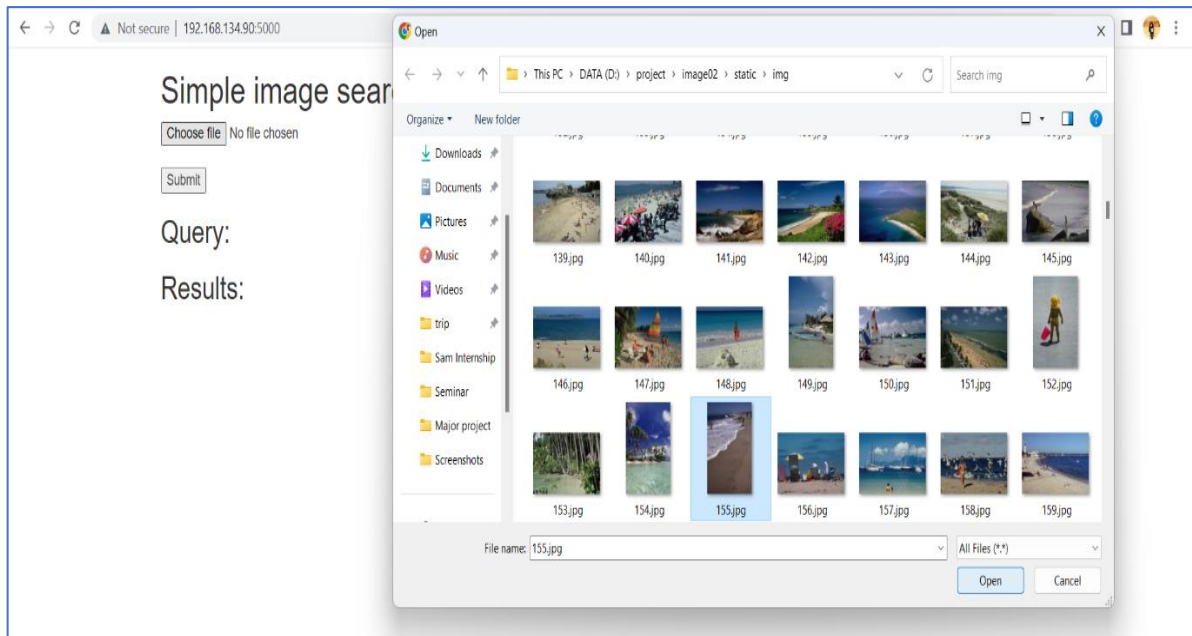 Not secure | 192.168.134.90:5000
Open
This PC > DATA (D:) > project > image02 > static > img
Search img
Organize
New folder
Simple image sear
Choose file No file chosen
Submit
Query:
Results:
Downloads
Documents
Pictures
Music
Videos
trip
Sam Internship
Seminar
Major project
Screenshots
139.jpg 140.jpg 141.jpg 142.jpg 143.jpg 144.jpg 145.jpg
146.jpg 147.jpg 148.jpg 149.jpg 150.jpg 151.jpg 152.jpg
153.jpg 154.jpg 155.jpg 156.jpg 157.jpg 158.jpg 159.jpg
File name: 155.jpg
All Files (*.*)
Open Cancel